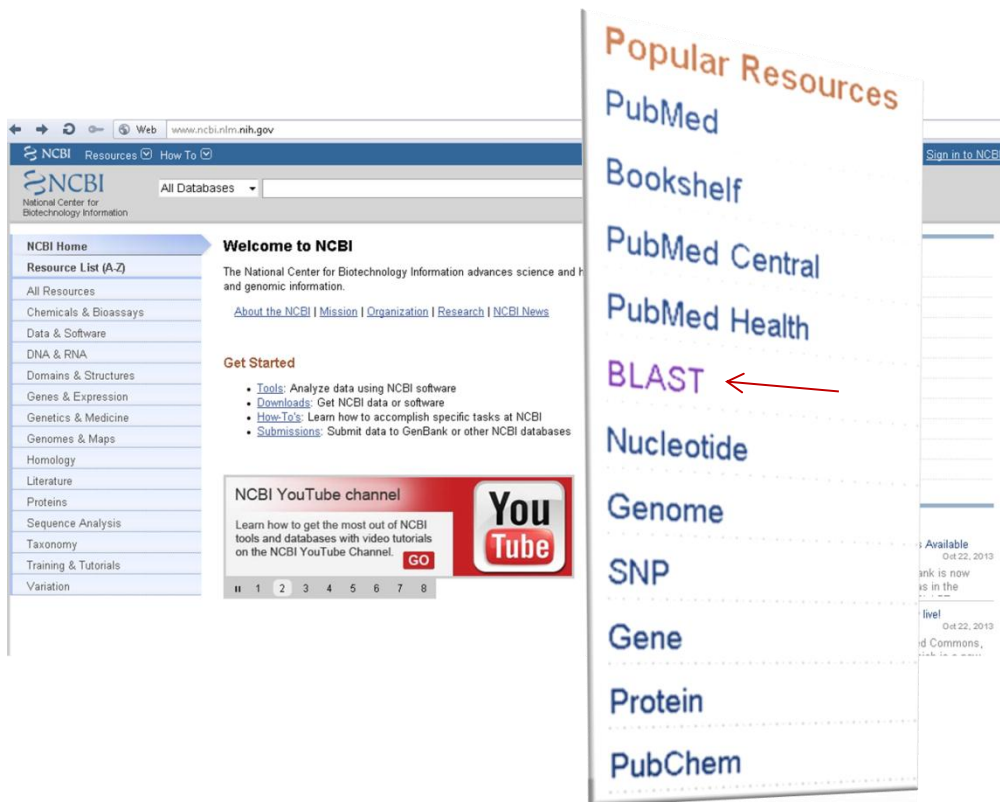 Web www.ncbi.nlm.nih.gov
NCBI Resources How To
Sign in to NCBI
NCBI
National Center for
Biotechnology Information
All Databases
NCBI Home
Resource List (A-Z)
All Resources
Chemicals & Bioassays
Data & Software
DNA & RNA
Domains & Structures
Genes & Expression
Genetics & Medicine
Genomes & Maps
Homology
Literature
Proteins
Sequence Analysis
Taxonomy
Training & Tutorials
Variation
Welcome to NCBI
The National Center for Biotechnology Information advances science and h
and genomic information.
About the NCBI | Mission | Organization | Research | NCBI News
Get Started
• Tools: Analyze data using NCBI software
• Downloads: Get NCBI data or software
• How-To's: Learn how to accomplish specific tasks at NCBI
• Submissions: Submit data to GenBank or other NCBI databases
NCBI YouTube channel
Learn how to get the most out of NCBI
tools and databases with video tutorials
on the NCBI YouTube Channel.
GO
You
Tube
1 2 3 4 5 6 7 8
Popular Resources
PubMed
Bookshelf
PubMed Central
PubMed Health
BLAST
Nucleotide
Genome
SNP
Gene
Protein
PubChem
Available
Oct 22, 2013
ank is now
as in the
live!
Oct 22, 2013
ed Commons,